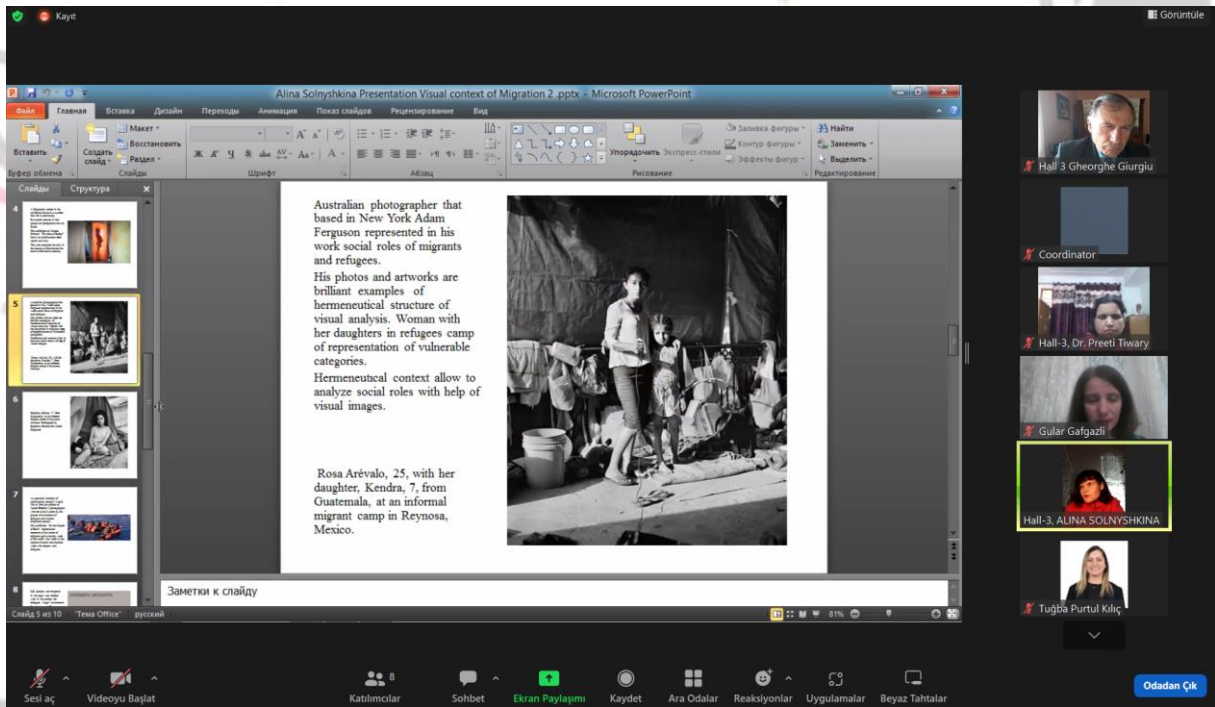 Kayıt
Görüntüle
Alina Solnyshkina Presentation Visual context of Migration 2 .pptx - Microsoft PowerPoint
Файл Главная Вставка Дизайн Переходы Анимация Показ слайдов Рецензирование Вид
Вставить
Создать слайд
Макет
Восстановить
Раздел
Ж К Ч S abc AV Aa A
Упорядочить Экспресс-стили
Заливка фигуры
Контур фигуры
Эффекты фигур
Найти
Заменить
Выделить
Буфер обмена Слайды Шрифт Абзац Рисование Редактирование
Слайды Структура
4
5
6
7
8
Australian photographer that
based in New York Adam
Ferguson represented in his
work social roles of migrants
and refugees.
His photos and artworks are
brilliant examples of
hermeneutical structure of
visual analysis. Woman with
her daughters in refugees camp
of representation of vulnerable
categories.
Hermeneutical context allow to
analyze social roles with help of
visual images.
Rosa Arévalo, 25, with her
daughter, Kendra, 7, from
Guatemala, at an informal
migrant camp in Reynosa,
Mexico.
Заметки к слайду
Слайд 5 из 10 "Тема Office" русский 81%
Hall 3 Gheorghe Giurgiu
Coordinator
Hall-3, Dr. Preeti Tiwary
Gular Gafgazli
Hall-3, ALINA SOLNYSHKINA
Tuğba Purtul Kılıç
Sesi aç Videoyu Başlat Katılımcılar 8 Sohbet Ekran Paylaşımı Kaydet Ara Odalar Reaksiyonlar Uygulamalar Beyaz Tahtalar
Odadan Çık